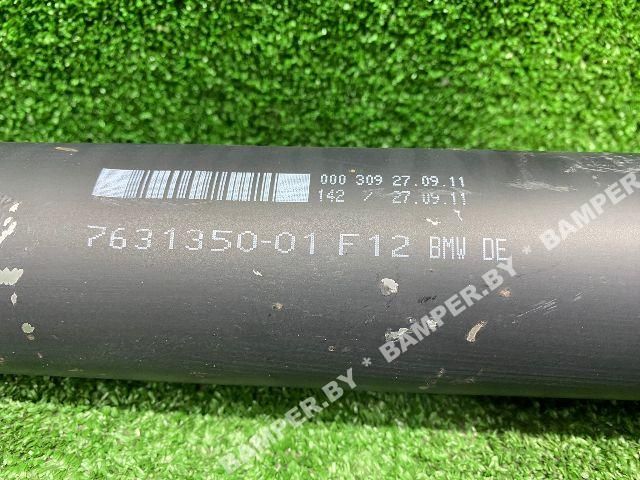 000 309 27.09.11
142 / 27.09.11
7631350-01 F12 BMW DE
BAMPER.BY * BAMPER.BY * BAMPER.BY